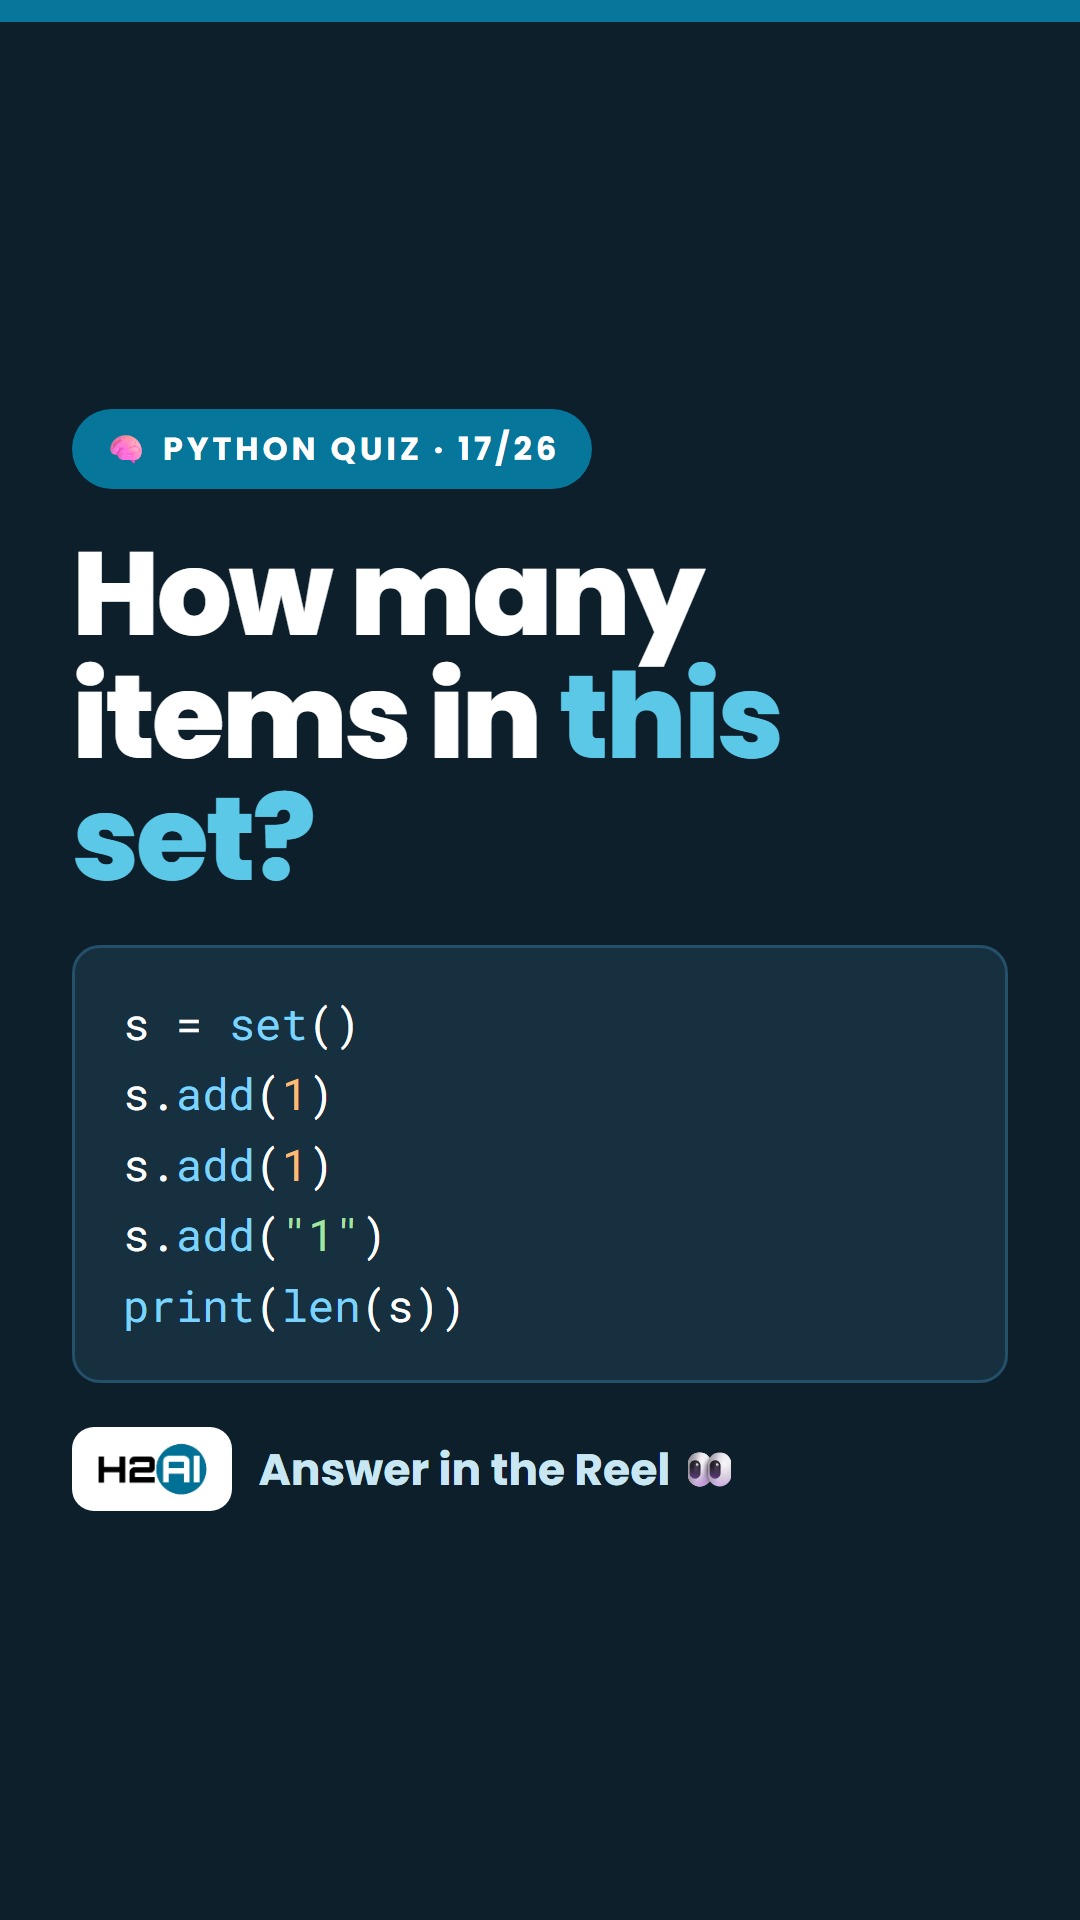 🧠 PYTHON QUIZ · 17/26
How many
items in this
set?
s = set()
s.add(1)
s.add(1)
s.add("1")
print(len(s))
H2AI Answer in the Reel 👀